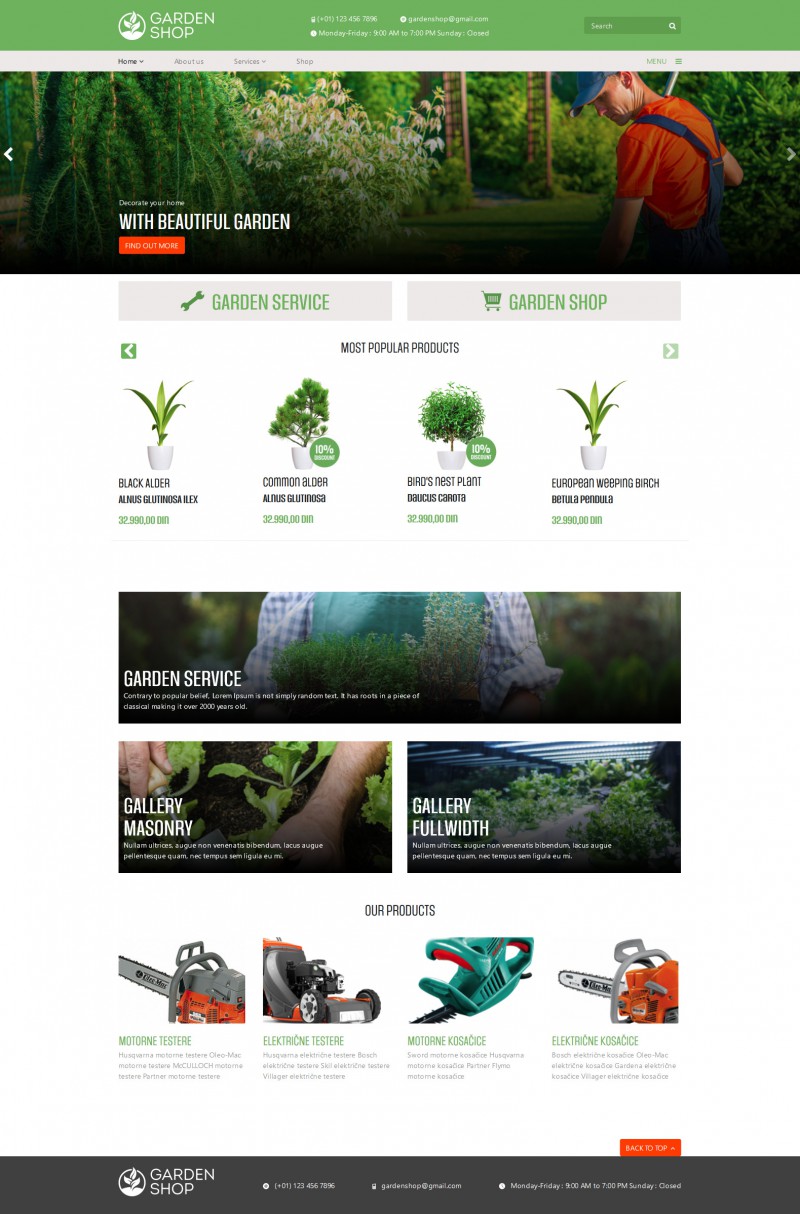 GARDEN
SHOP
(+01) 123 456 7896
gardenshop@gmail.com
Monday-Friday : 9:00 AM to 7:00 PM Sunday : Closed
Search
Home
About us
Services
Shop
MENU
Decorate your home
WITH BEAUTIFUL GARDEN
FIND OUT MORE
GARDEN SERVICE
GARDEN SHOP
MOST POPULAR PRODUCTS
10%
DISCOUNT
10%
DISCOUNT
BLACK ALDER
ALNUS GLUTINOSA ILEX
32.990,00 DIN
Common alder
ALNUS GLUTINOSA
32.990,00 DIN
BIRD'S nest PLANT
Daucus carota
32.990,00 DIN
European weeping BIRCH
Betula pendula
32.990,00 DIN
GARDEN SERVICE
Contrary to popular belief, Lorem Ipsum is not simply random text. It has roots in a piece of
classical making it over 2000 years old.
GALLERY
MASONRY
Nullam ultrices, augue non venenatis bibendum, lacus augue
pellentesque quam, nec tempus sem ligula eu mi.
GALLERY
FULLWIDTH
Nullam ultrices, augue non venenatis bibendum, lacus augue
pellentesque quam, nec tempus sem ligula eu mi.
OUR PRODUCTS
MOTORNE TESTERE
Husqvarna motorne testere Oleo-Mac
motorne testere McCULLOCH motorne
testere Partner motorne testere
ELEKTRIČNE TESTERE
Husqvarna električne testere Bosch
električne testere Skil električne testere
Villager električne testere
MOTORNE KOSAČICE
Sword motorne kosačice Husqvarna
motorne kosačice Partner Flymo
motorne kosačice
ELEKTRIČNE KOSAČICE
Bosch električne kosačice Oleo-Mac
električne kosačice Gardena električne
kosačice Villager električne kosačice
BACK TO TOP
GARDEN
SHOP
(+01) 123 456 7896
gardenshop@gmail.com
Monday-Friday : 9:00 AM to 7:00 PM Sunday : Closed